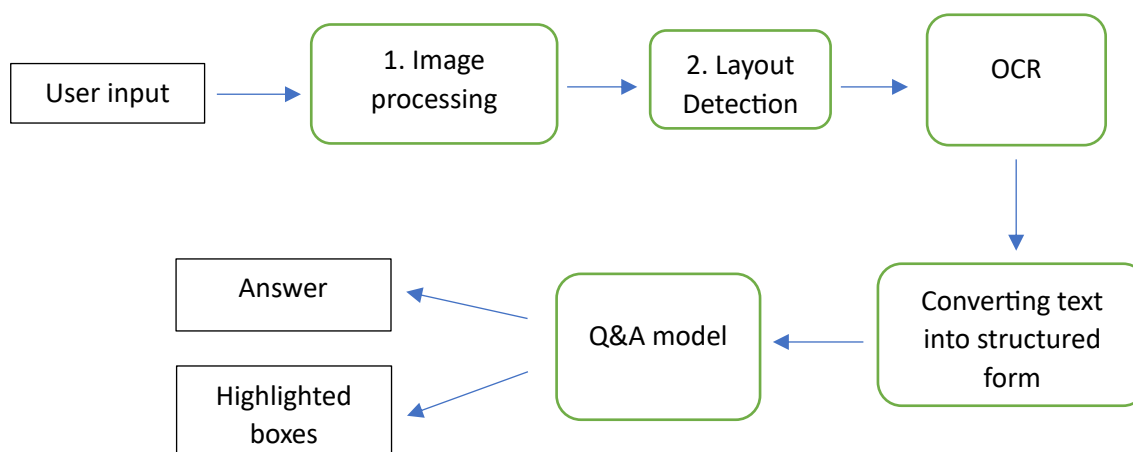 User input
1. Image
processing
2. Layout
Detection
OCR
Converting text
into structured
form
Q&A model
Answer
Highlighted
boxes